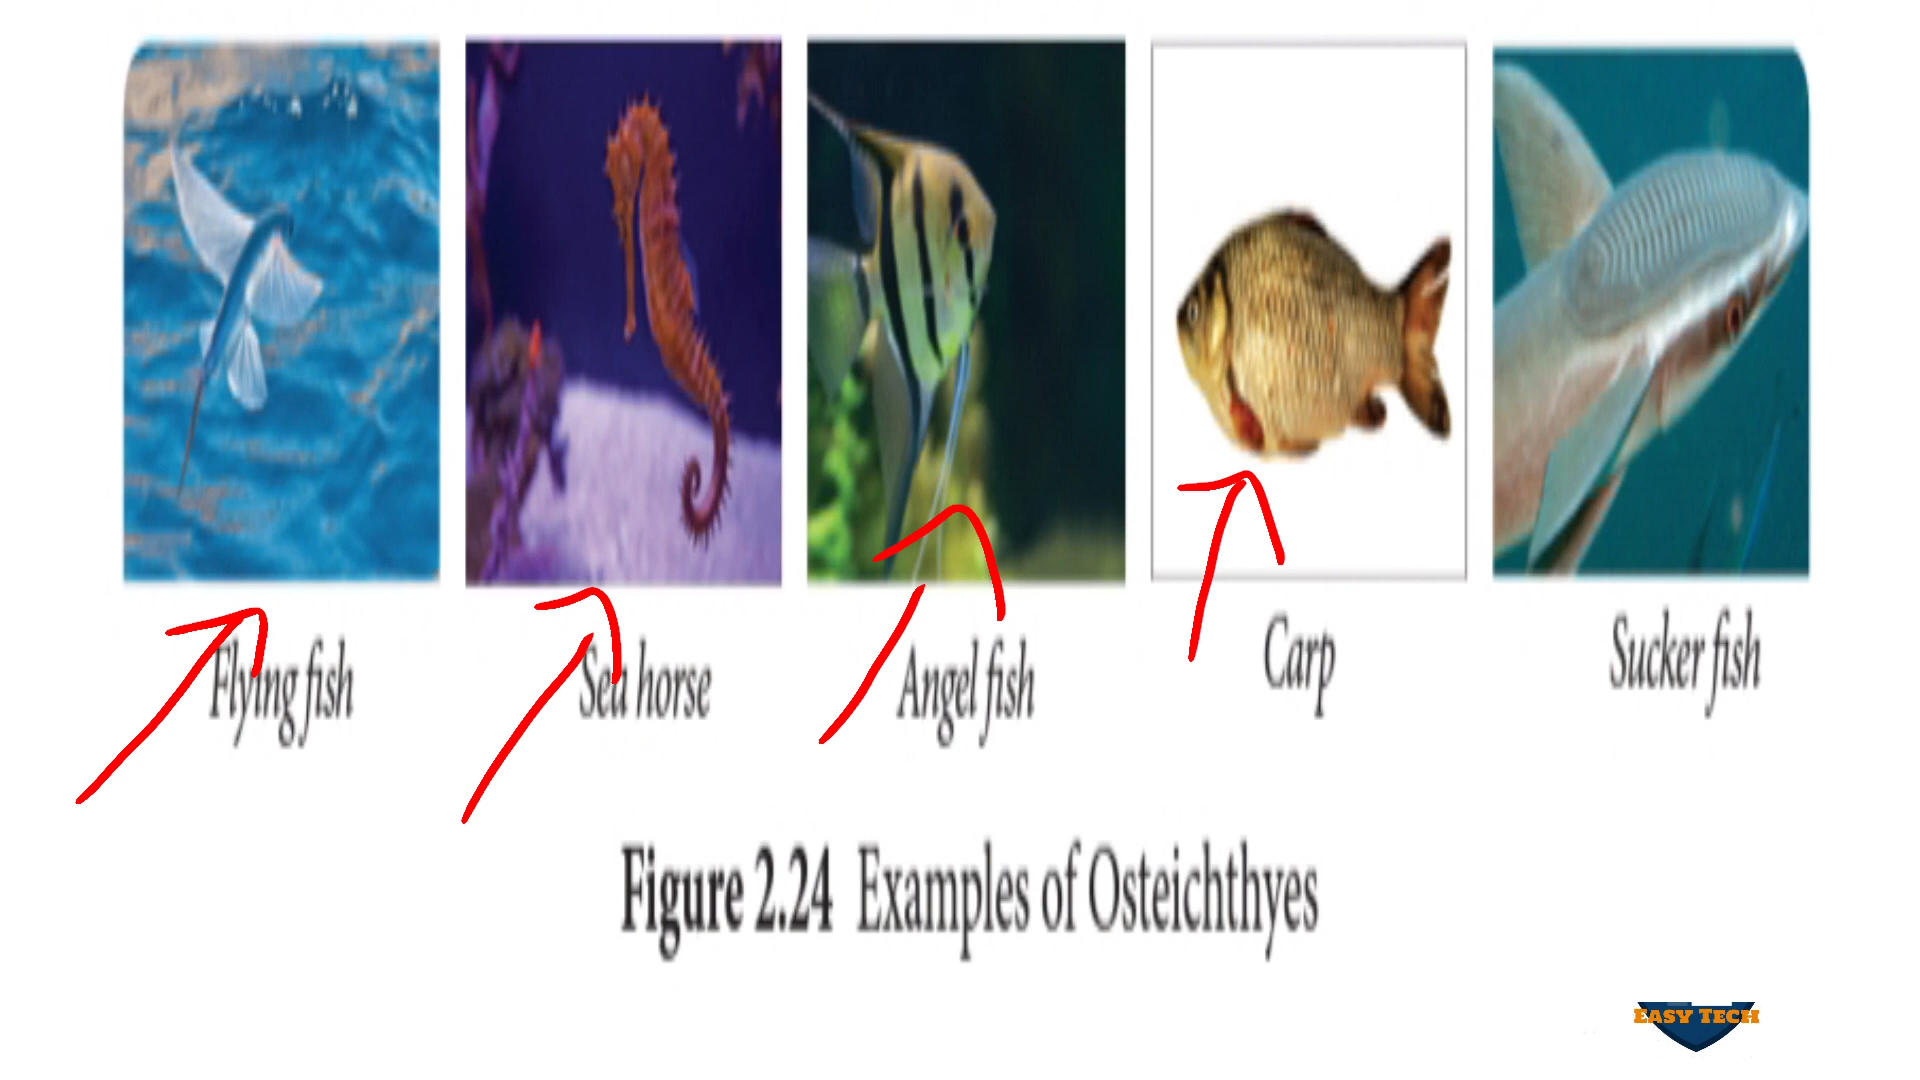 Flying fish
Sea horse
Angel fish
Carp
Sucker fish
Figure 2.24 Examples of Osteichthyes
EASY TECH